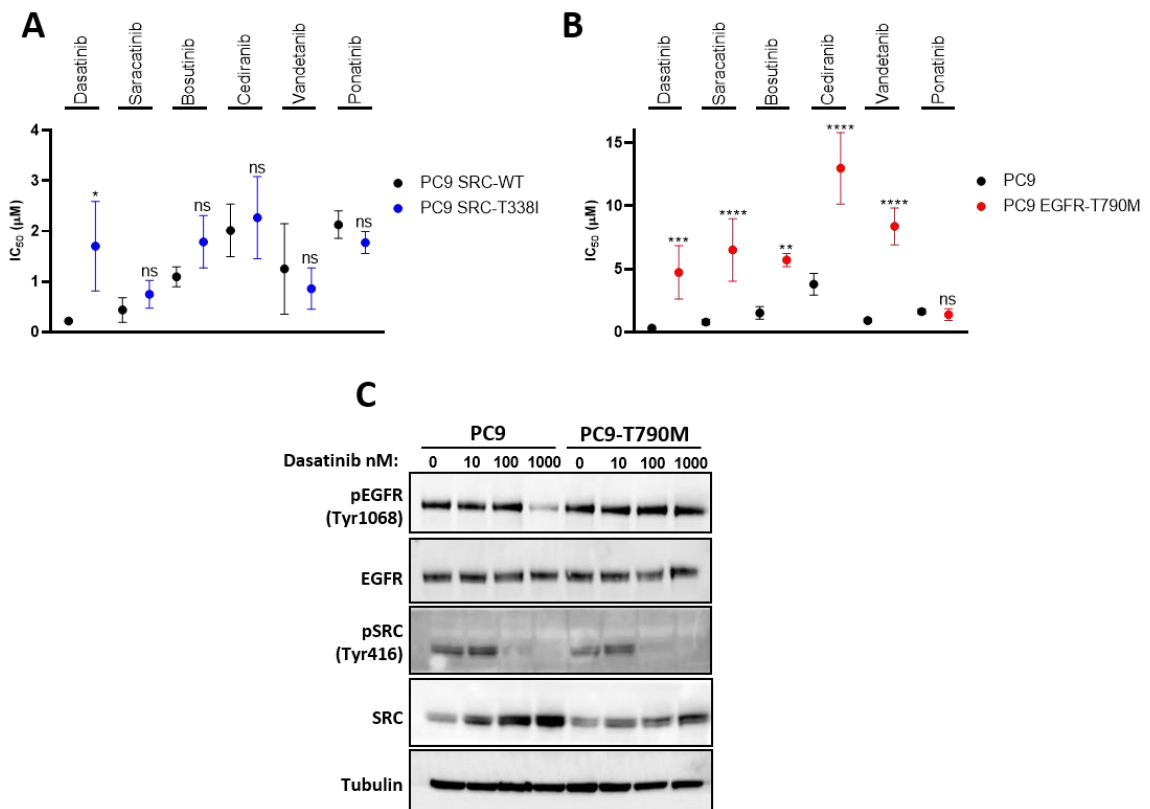 A
Dasatinib
Saracatinib
Bosutinib
Cediranib
Vandetanib
Ponatinib
4
3
2
1
0
IC₅₀ (μM)
*
ns
ns
ns
ns
ns
PC9 SRC-WT
PC9 SRC-T338I
B
Dasatinib
Saracatinib
Bosutinib
Cediranib
Vandetanib
Ponatinib
15
10
5
0
IC₅₀ (μM)
***
****
**
****
****
ns
PC9
PC9 EGFR-T790M
C
PC9 PC9-T790M
Dasatinib nM: 0 10 100 1000 0 10 100 1000
pEGFR
(Tyr1068)
EGFR
pSRC
(Tyr416)
SRC
Tubulin